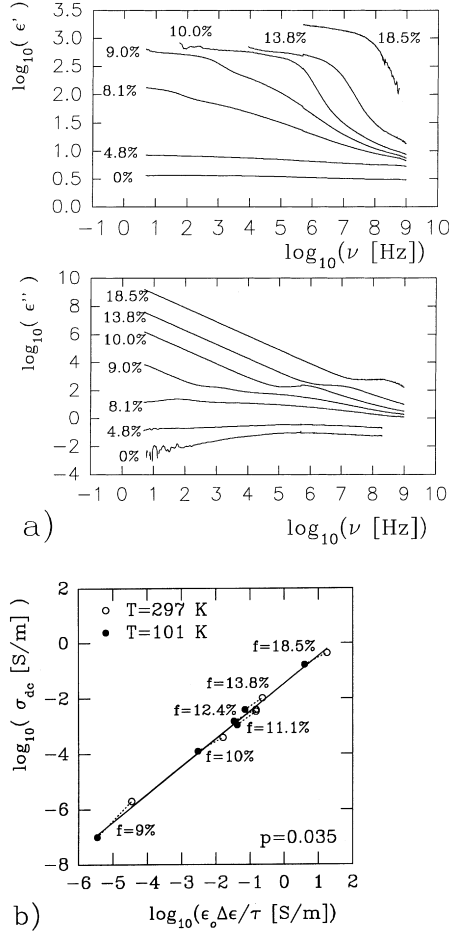 log10( ε' )
3.5
3.0
2.5
2.0
1.5
1.0
0.5
0.0
10.0%
13.8%
18.5%
9.0%
8.1%
4.8%
0%
−1 0 1 2 3 4 5 6 7 8 9 10
log10(ν [Hz])
log10( ε'' )
10
8
6
4
2
0
−2
−4
18.5%
13.8%
10.0%
9.0%
8.1%
4.8%
0%
−1 0 1 2 3 4 5 6 7 8 9 10
a)
log10(ν [Hz])
log10( σdc [S/m] )
2
0
−2
−4
−6
−8
T=297 K
T=101 K
f=18.5%
f=13.8%
f=12.4%
f=11.1%
f=10%
f=9%
p=0.035
−6 −5 −4 −3 −2 −1 0 1 2
b)
log10(εoΔε/τ [S/m])